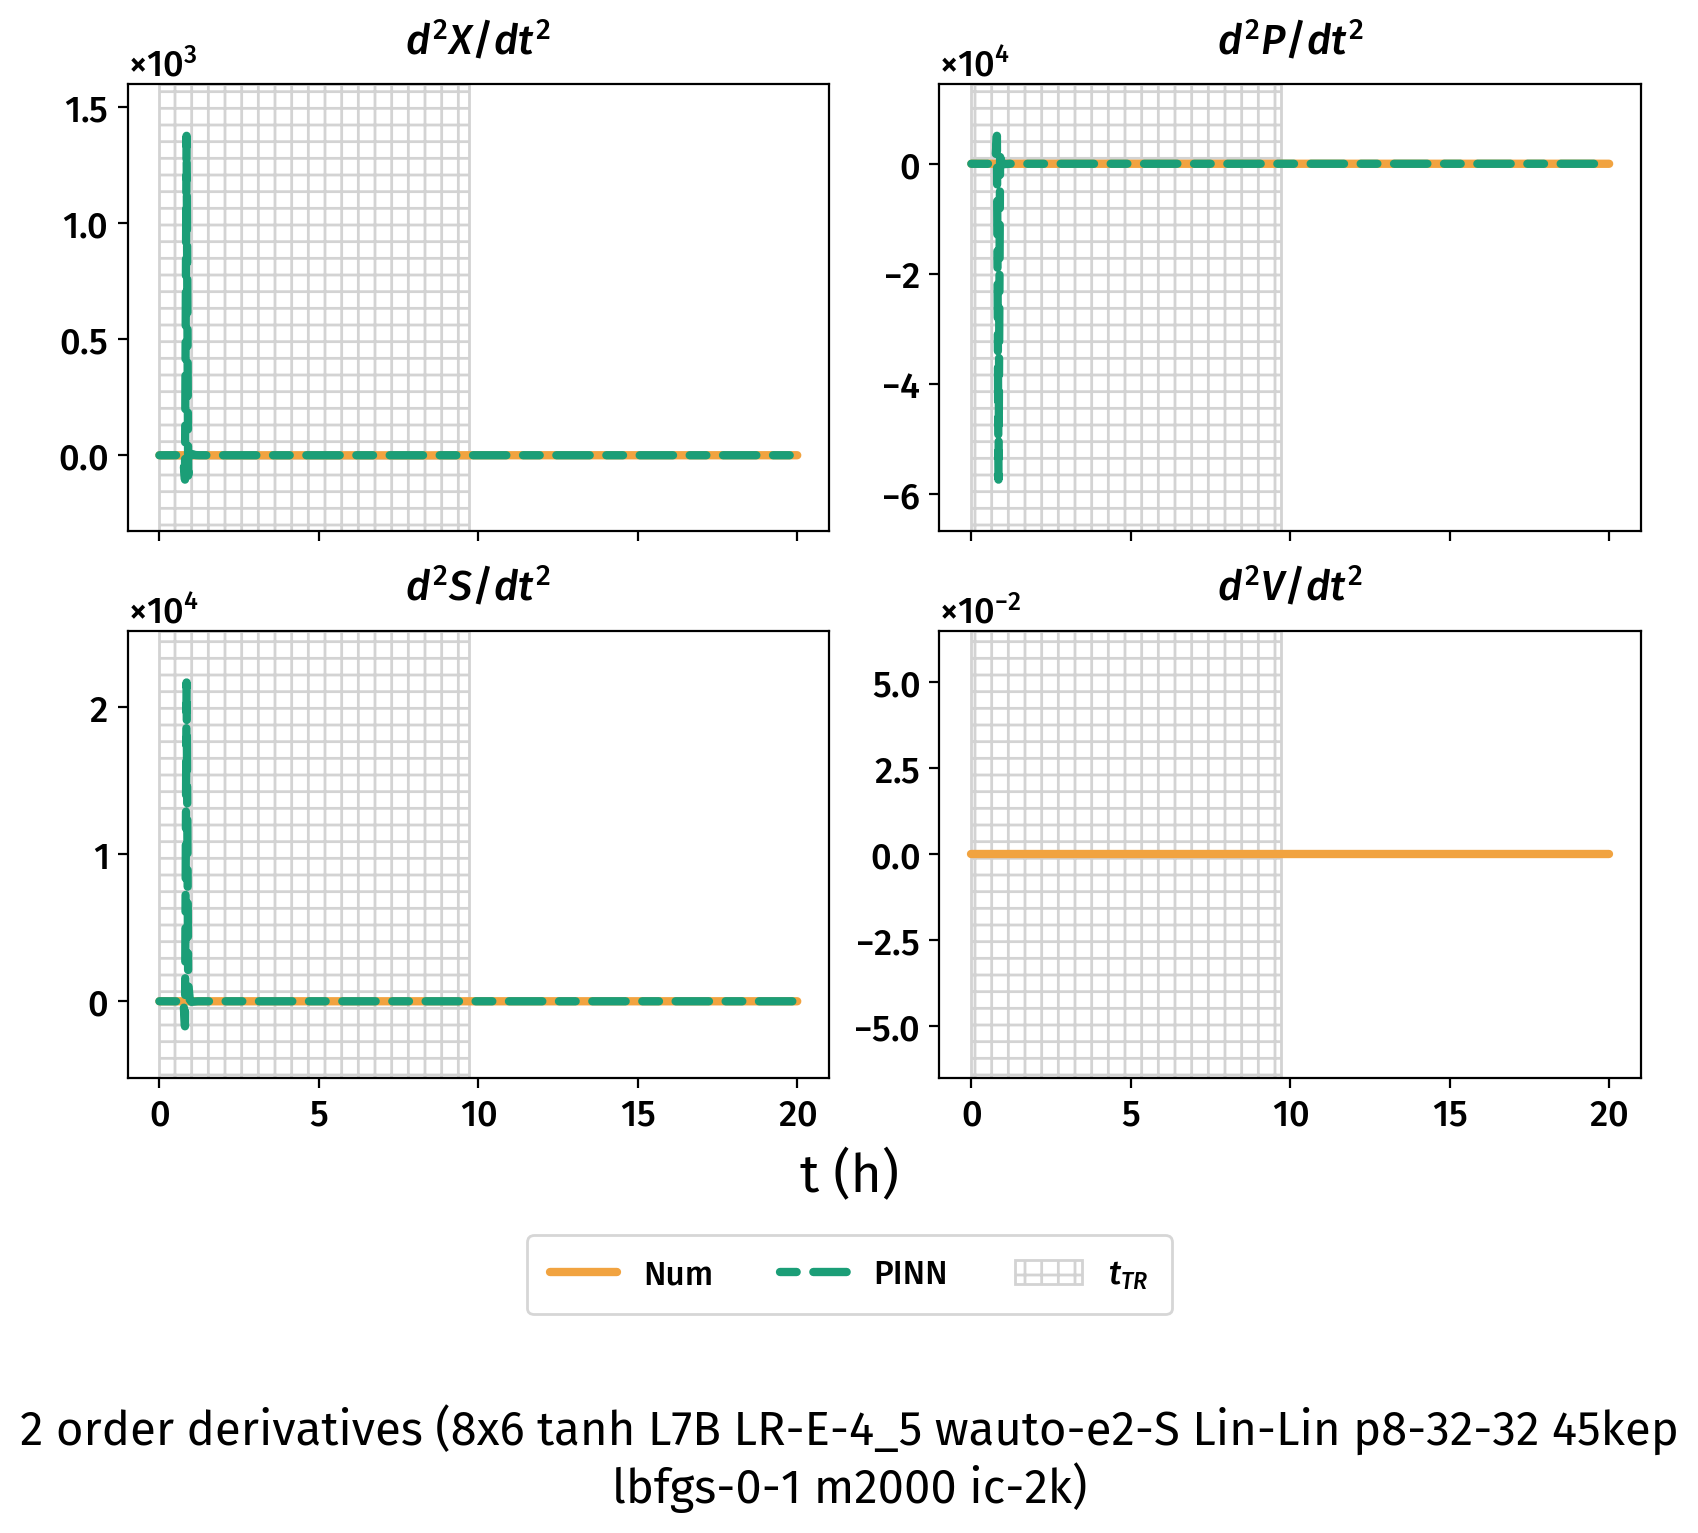 d²X/dt²
×10³
1.5
1.0
0.5
0.0
d²P/dt²
×10⁴
0
−2
−4
−6
d²S/dt²
×10⁴
2
1
0
0 5 10 15 20
d²V/dt²
×10⁻²
5.0
2.5
0.0
−2.5
−5.0
0 5 10 15 20
t (h)
Num PINN t_TR
2 order derivatives (8x6 tanh L7B LR-E-4_5 wauto-e2-S Lin-Lin p8-32-32 45kep
lbfgs-0-1 m2000 ic-2k)